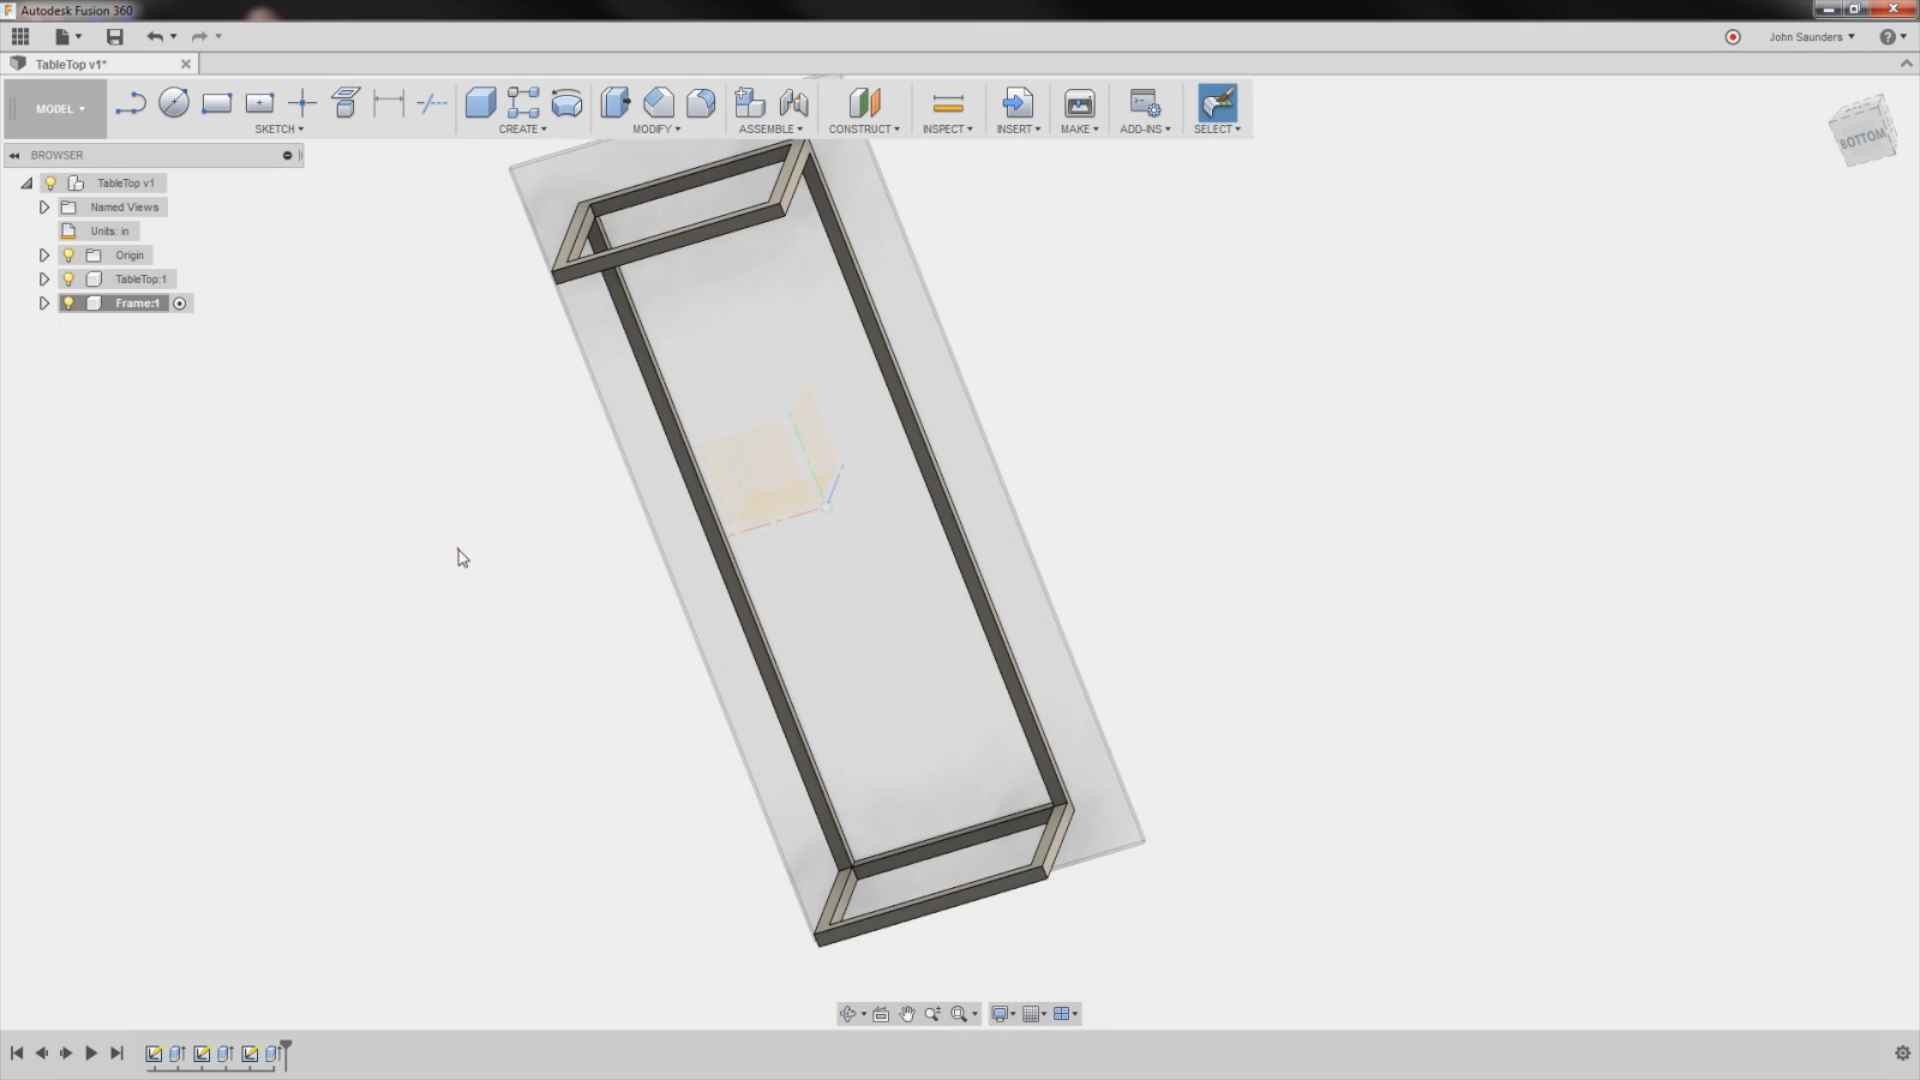 Autodesk Fusion 360
John Saunders
TableTop v1*
MODEL
SKETCH
CREATE
MODIFY
ASSEMBLE
CONSTRUCT
INSPECT
INSERT
MAKE
ADD-INS
SELECT
BOTTOM
BROWSER
TableTop v1
Named Views
Units: in
Origin
TableTop:1
Frame:1